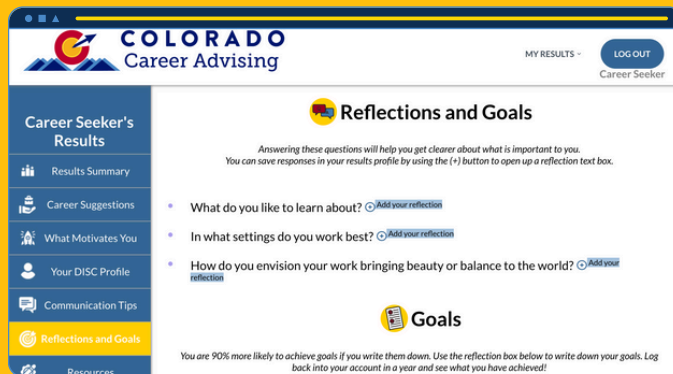 COLORADO
Career Advising
MY RESULTS -
LOG OUT
Career Seeker
Career Seeker's
Results
Results Summary
Career Suggestions
What Motivates You
Your DISC Profile
Communication Tips
Reflections and Goals
Resources
Reflections and Goals
Answering these questions will help you get clearer about what is important to you.
You can save responses in your results profile by using the (+) button to open up a reflection text box.
What do you like to learn about? Add your reflection
In what settings do you work best? Add your reflection
How do you envision your work bringing beauty or balance to the world? Add your
reflection
Goals
You are 90% more likely to achieve goals if you write them down. Use the reflection box below to write down your goals. Log
back into your account in a year and see what you have achieved!